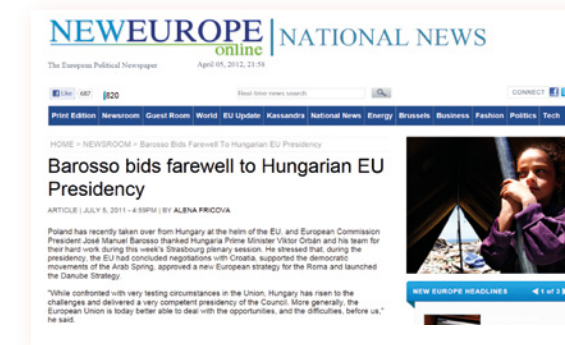 NEWEUROPE online NATIONAL NEWS
The European Political Newspaper April 05, 2012, 21:58
Like 687 820 Real-time news search CONNECT
Print Edition Newsroom Guest Room World EU Update Kassandra National News Energy Brussels Business Fashion Politics Tech
HOME > NEWSROOM > Barosso Bids Farewell To Hungarian EU Presidency
Barosso bids farewell to Hungarian EU
Presidency
ARTICLE | JULY 5, 2011 - 4:59PM | BY ALENA FRICOVA
Poland has recently taken over from Hungary at the helm of the EU, and European Commission
President José Manuel Barosso thanked Hungaria Prime Minister Viktor Orbán and his team for
their hard work during this week's Strasbourg plenary session. He stressed that, during the
presidency, the EU had concluded negotiations with Croatia, supported the democratic
movements of the Arab Spring, approved a new European strategy for the Roma and launched
the Danube Strategy.
"While confronted with very testing circumstances in the Union, Hungary has risen to the
challenges and delivered a very competent presidency of the Council. More generally, the
European Union is today better able to deal with the opportunities, and the difficulties, before us,"
he said.
NEW EUROPE HEADLINES 1 of 3